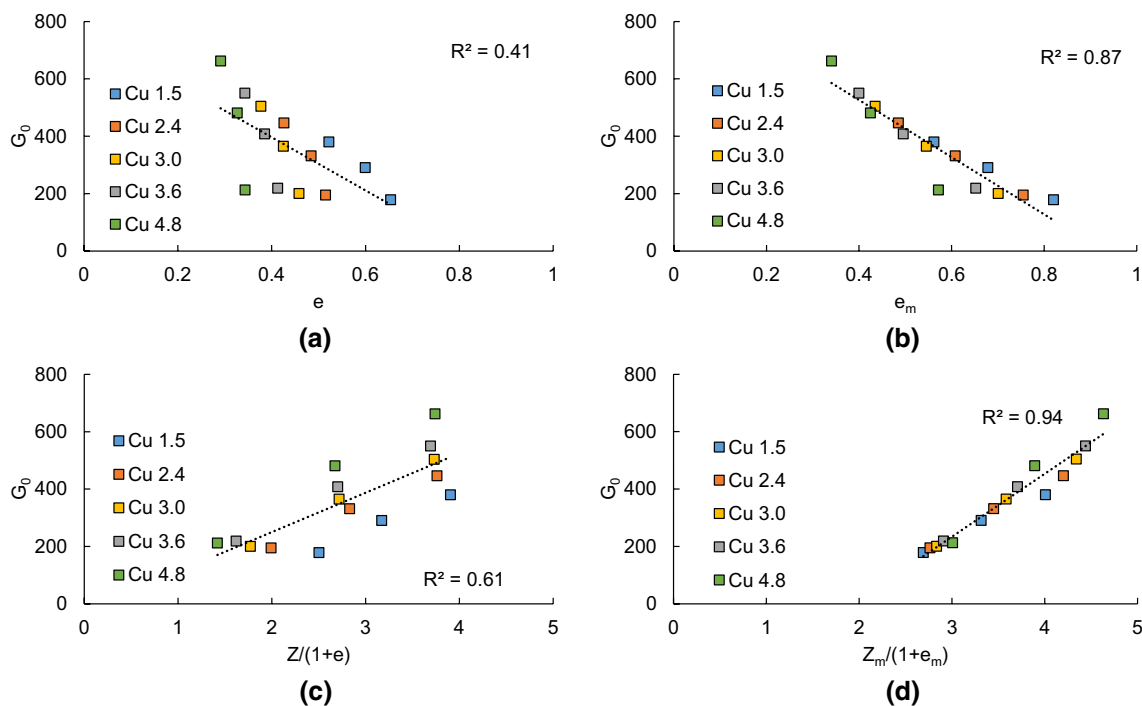 800
600
400
200
0
G₀
R² = 0.41
Cu 1.5
Cu 2.4
Cu 3.0
Cu 3.6
Cu 4.8
0 0.2 0.4 0.6 0.8 1
e
(a)
800
600
400
200
0
G₀
R² = 0.87
Cu 1.5
Cu 2.4
Cu 3.0
Cu 3.6
Cu 4.8
0 0.2 0.4 0.6 0.8 1
eₘ
(b)
800
600
400
200
0
G₀
Cu 1.5
Cu 2.4
Cu 3.0
Cu 3.6
Cu 4.8
R² = 0.61
0 1 2 3 4 5
Z/(1+e)
(c)
800
600
400
200
0
G₀
R² = 0.94
Cu 1.5
Cu 2.4
Cu 3.0
Cu 3.6
Cu 4.8
0 1 2 3 4 5
Zₘ/(1+eₘ)
(d)